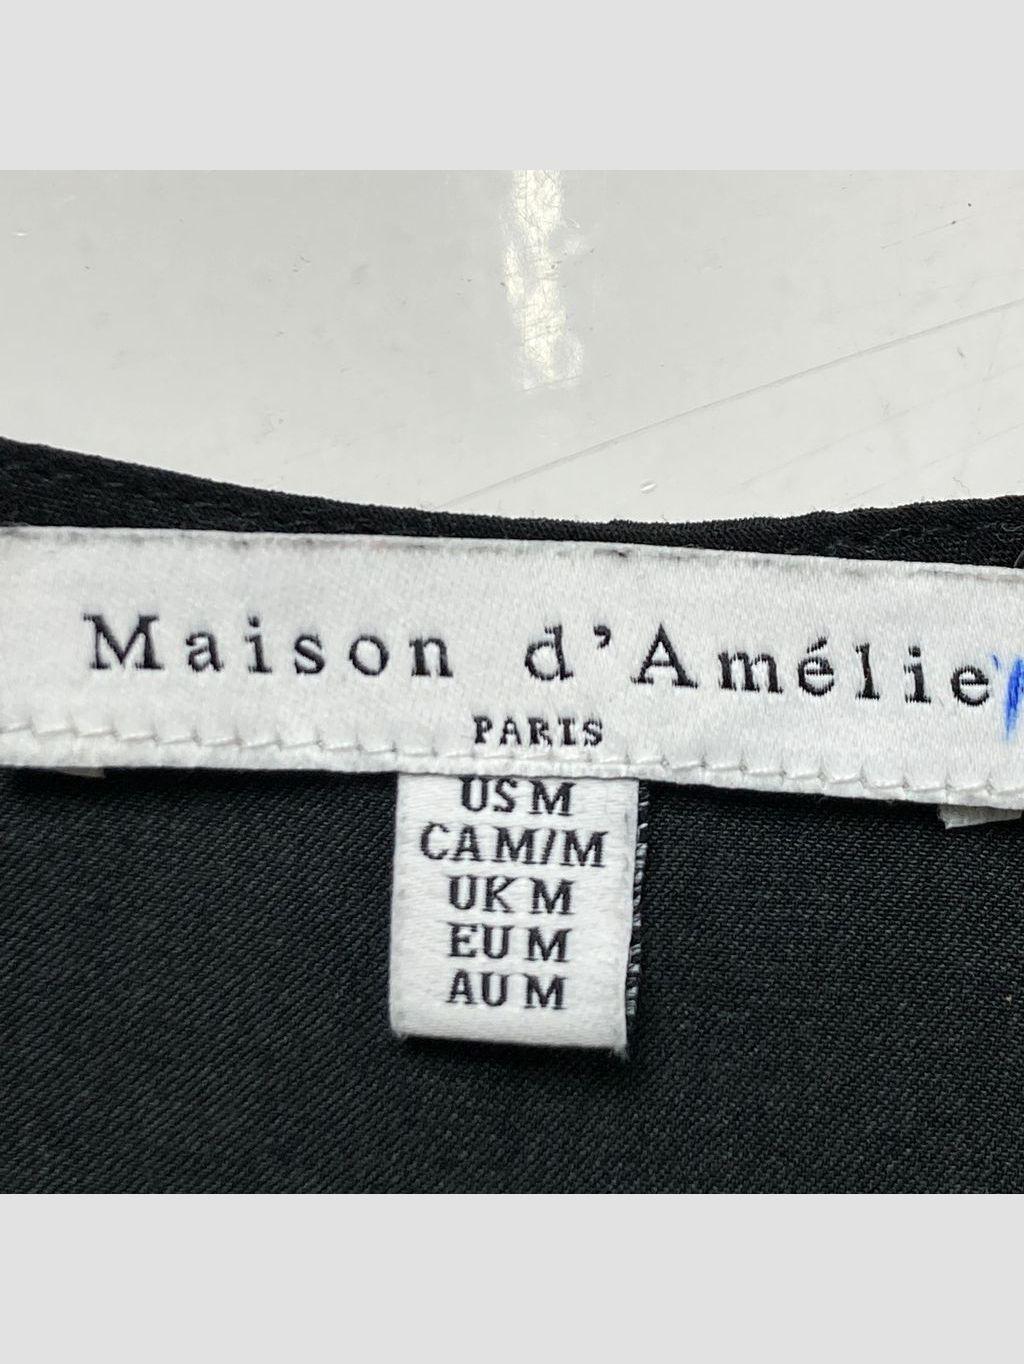 Maison d'Amélie
PARIS
US M
CA M/M
UK M
EU M
AU M